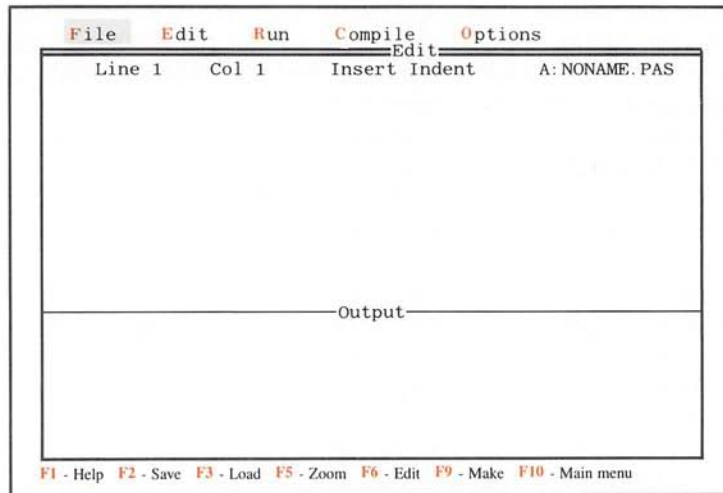 File Edit Run Compile Options
Edit
Line 1 Col 1 Insert Indent A:NONAME.PAS
Output
F1 - Help F2 - Save F3 - Load F5 - Zoom F6 - Edit F9 - Make F10 - Main menu